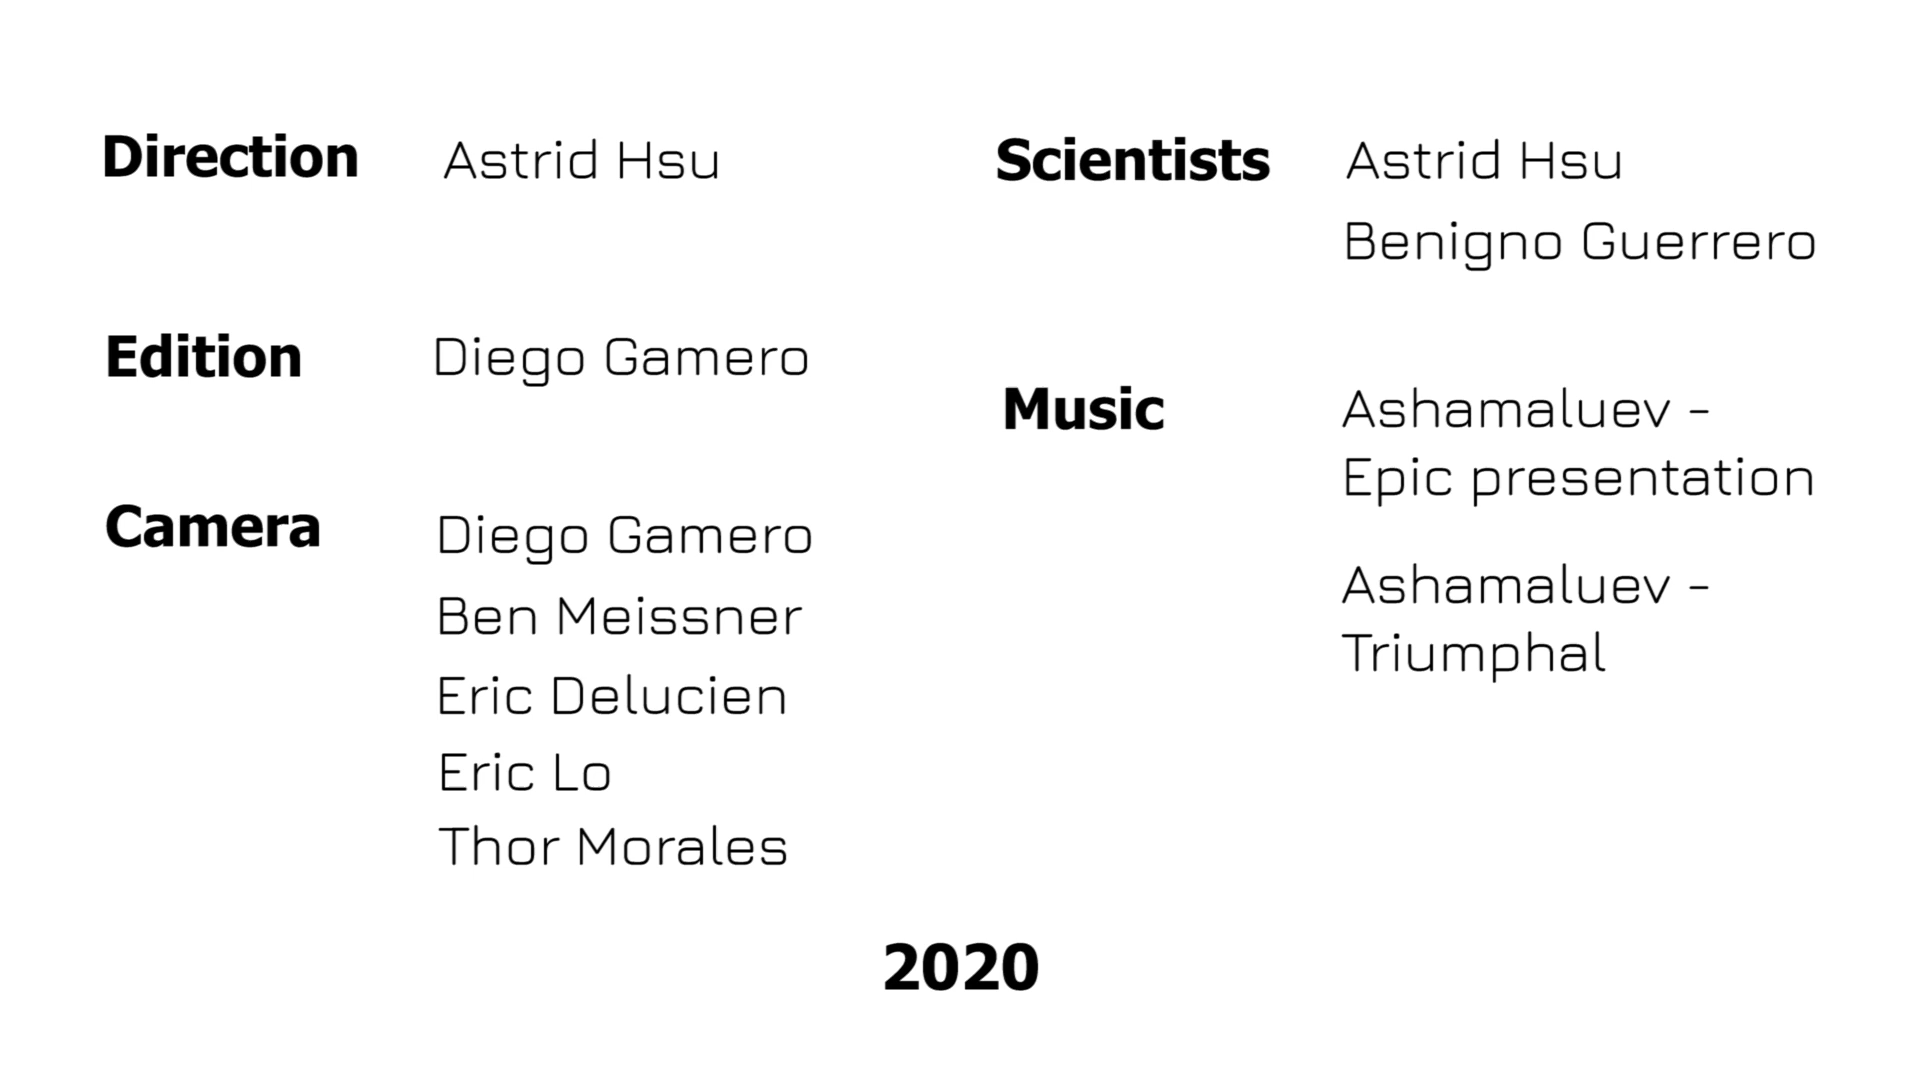 Direction Astrid Hsu
Edition Diego Gamero
Camera Diego Gamero
Ben Meissner
Eric Delucien
Eric Lo
Thor Morales
Scientists Astrid Hsu
Benigno Guerrero
Music Ashamaluev -
Epic presentation
Ashamaluev -
Triumphal
2020